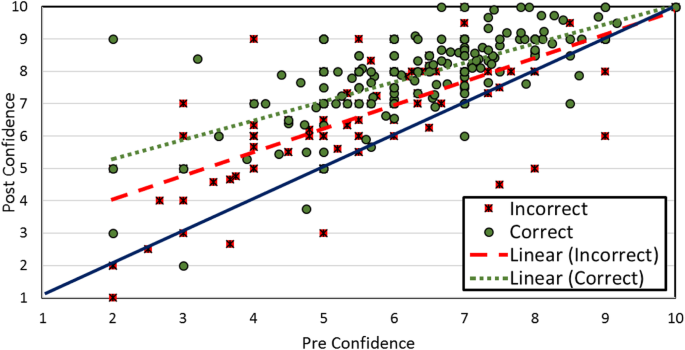 10
9
8
7
6
5
4
3
2
1
Post Confidence
1 2 3 4 5 6 7 8 9 10
Pre Confidence
Incorrect
Correct
Linear (Incorrect)
Linear (Correct)